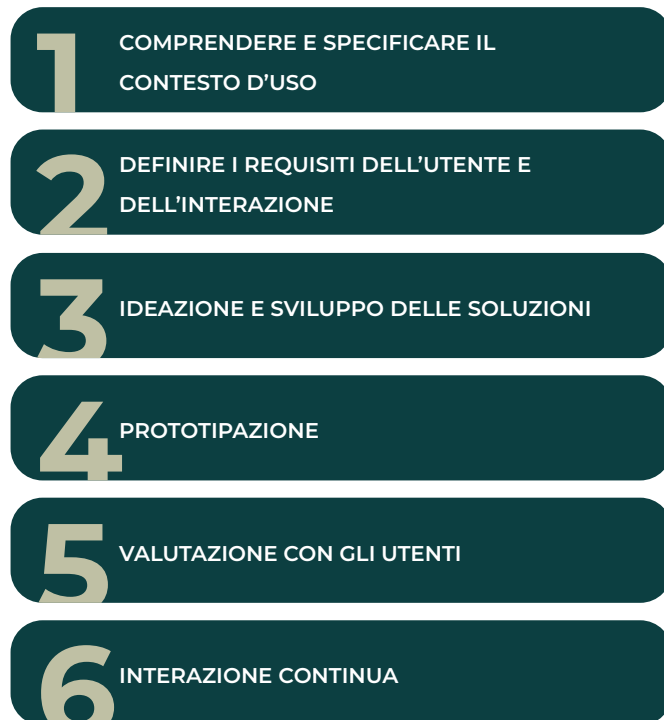 1
COMPRENDERE E SPECIFICARE IL
CONTESTO D’USO
2
DEFINIRE I REQUISITI DELL’UTENTE E
DELL’INTERAZIONE
3
IDEAZIONE E SVILUPPO DELLE SOLUZIONI
4
PROTOTIPAZIONE
5
VALUTAZIONE CON GLI UTENTI
6
INTERAZIONE CONTINUA